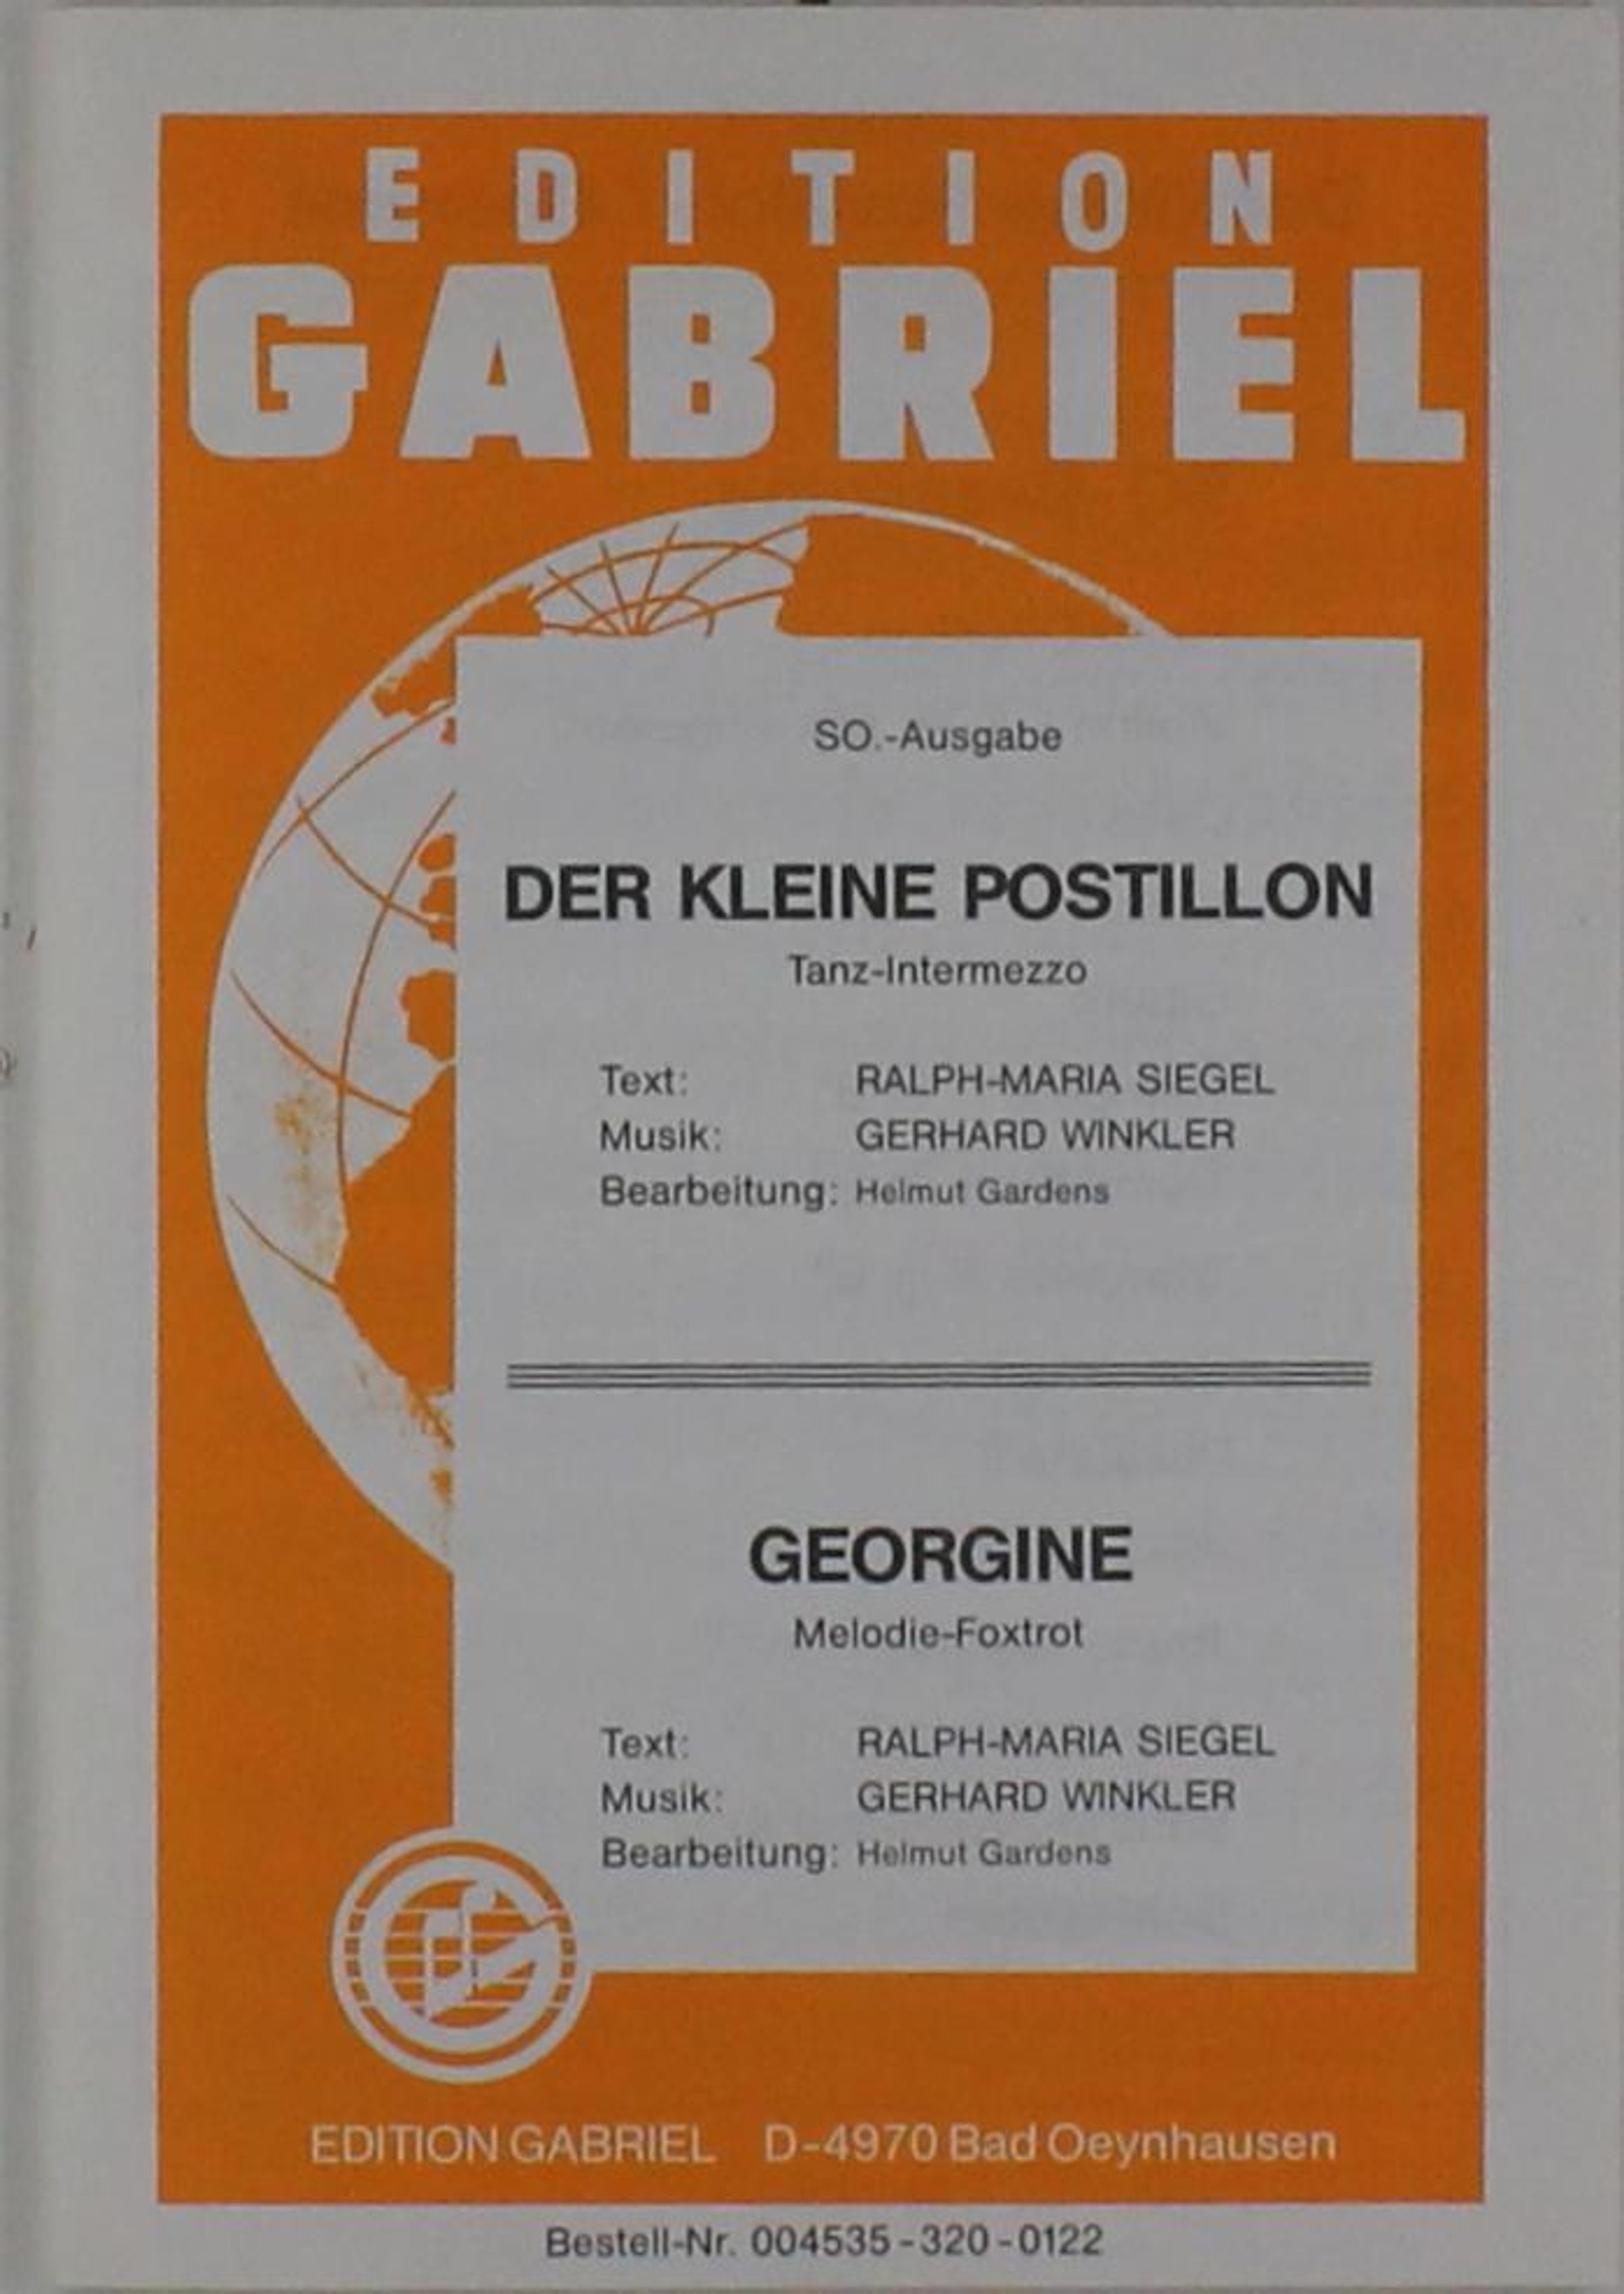 EDITION
GABRIEL
SO.-Ausgabe
DER KLEINE POSTILLON
Tanz-Intermezzo
Text: RALPH-MARIA SIEGEL
Musik: GERHARD WINKLER
Bearbeitung: Helmut Gardens
GEORGINE
Melodie-Foxtrot
Text: RALPH-MARIA SIEGEL
Musik: GERHARD WINKLER
Bearbeitung: Helmut Gardens
EDITION GABRIEL D-4970 Bad Oeynhausen
Bestell-Nr. 004535-320-0122